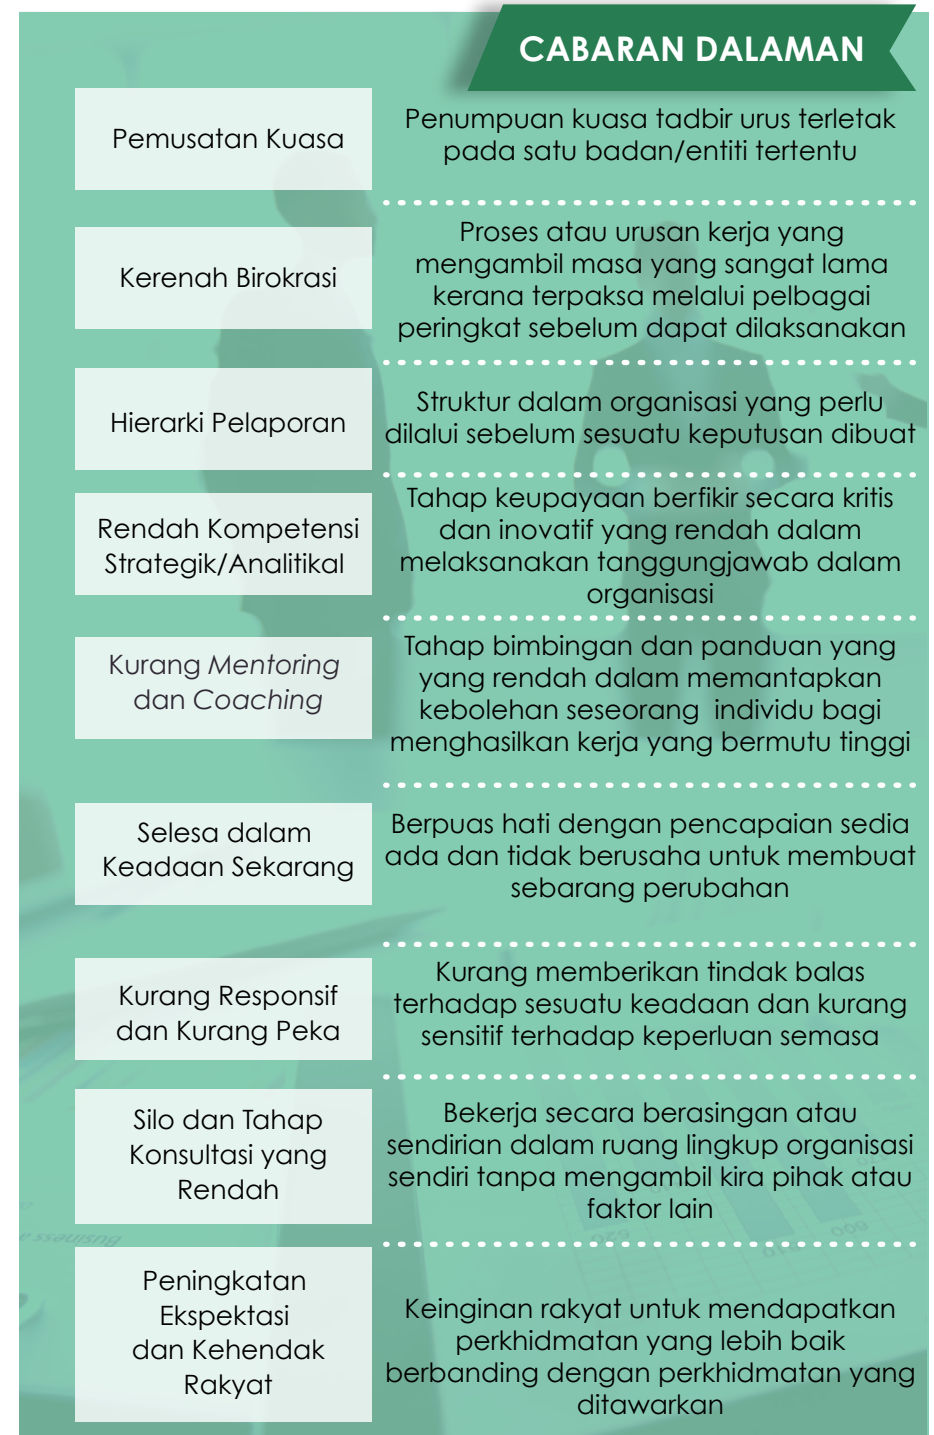 CABARAN DALAMAN
Pemusatan Kuasa
Penumpuan kuasa tadbir urus terletak
pada satu badan/entiti tertentu
Kerenah Birokrasi
Proses atau urusan kerja yang
mengambil masa yang sangat lama
kerana terpaksa melalui pelbagai
peringkat sebelum dapat dilaksanakan
Hierarki Pelaporan
Struktur dalam organisasi yang perlu
dilalui sebelum sesuatu keputusan dibuat
Rendah Kompetensi
Strategik/Analitikal
Tahap keupayaan berfikir secara kritis
dan inovatif yang rendah dalam
melaksanakan tanggungjawab dalam
organisasi
Kurang Mentoring
dan Coaching
Tahap bimbingan dan panduan yang
yang rendah dalam memantapkan
kebolehan seseorang individu bagi
menghasilkan kerja yang bermutu tinggi
Selesa dalam
Keadaan Sekarang
Berpuas hati dengan pencapaian sedia
ada dan tidak berusaha untuk membuat
sebarang perubahan
Kurang Responsif
dan Kurang Peka
Kurang memberikan tindak balas
terhadap sesuatu keadaan dan kurang
sensitif terhadap keperluan semasa
Silo dan Tahap
Konsultasi yang
Rendah
Bekerja secara berasingan atau
sendirian dalam ruang lingkup organisasi
sendiri tanpa mengambil kira pihak atau
faktor lain
Peningkatan
Ekspektasi
dan Kehendak
Rakyat
Keinginan rakyat untuk mendapatkan
perkhidmatan yang lebih baik
berbanding dengan perkhidmatan yang
ditawarkan